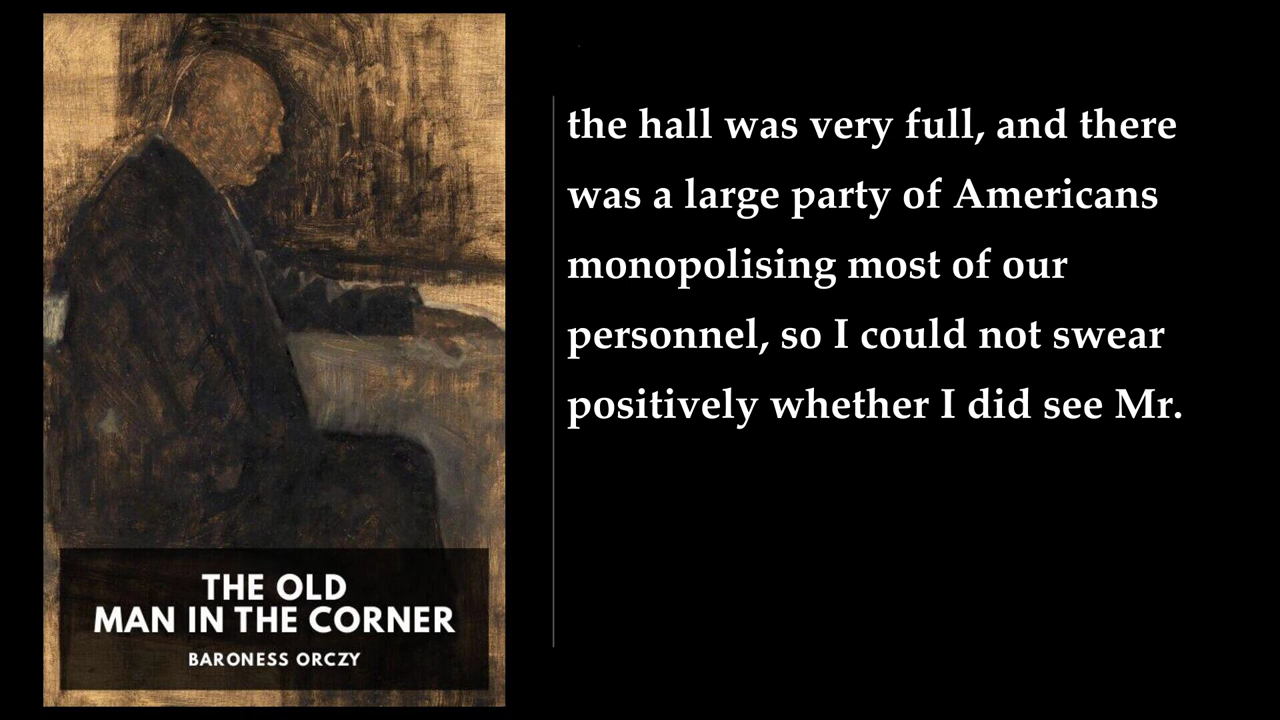 the hall was very full, and there
was a large party of Americans
monopolising most of our
personnel, so I could not swear
positively whether I did see Mr.
THE OLD
MAN IN THE CORNER
BARONESS ORCZY